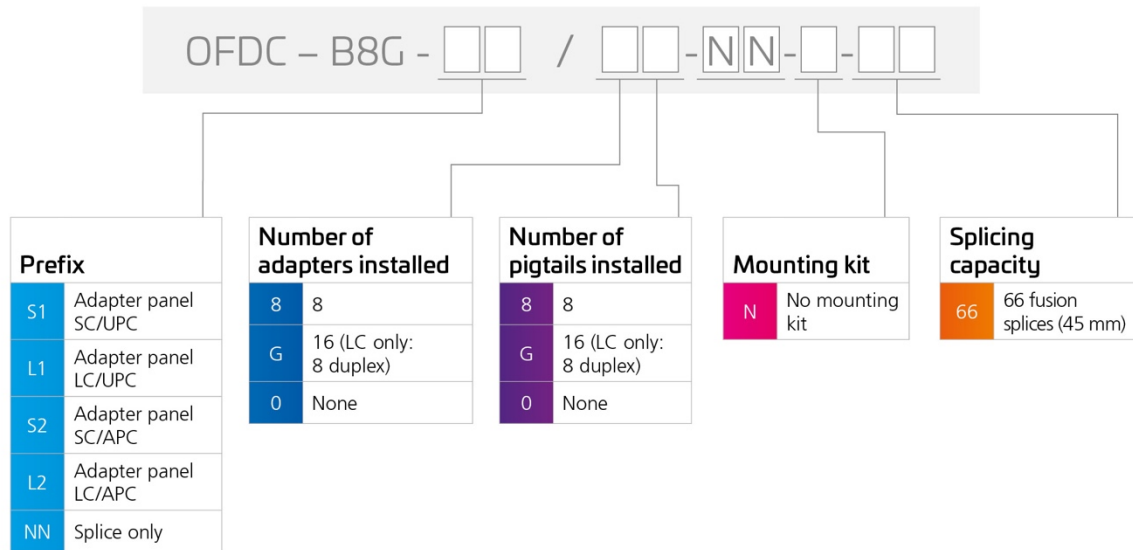 OFDC – B8G - / - NN - -
Prefix
S1 Adapter panel
SC/UPC
L1 Adapter panel
LC/UPC
S2 Adapter panel
SC/APC
L2 Adapter panel
LC/APC
NN Splice only
Number of
adapters installed
8 8
G 16 (LC only:
8 duplex)
0 None
Number of
pigtails installed
8 8
G 16 (LC only:
8 duplex)
0 None
Mounting kit
N No mounting
kit
Splicing
capacity
66 66 fusion
splices (45 mm)